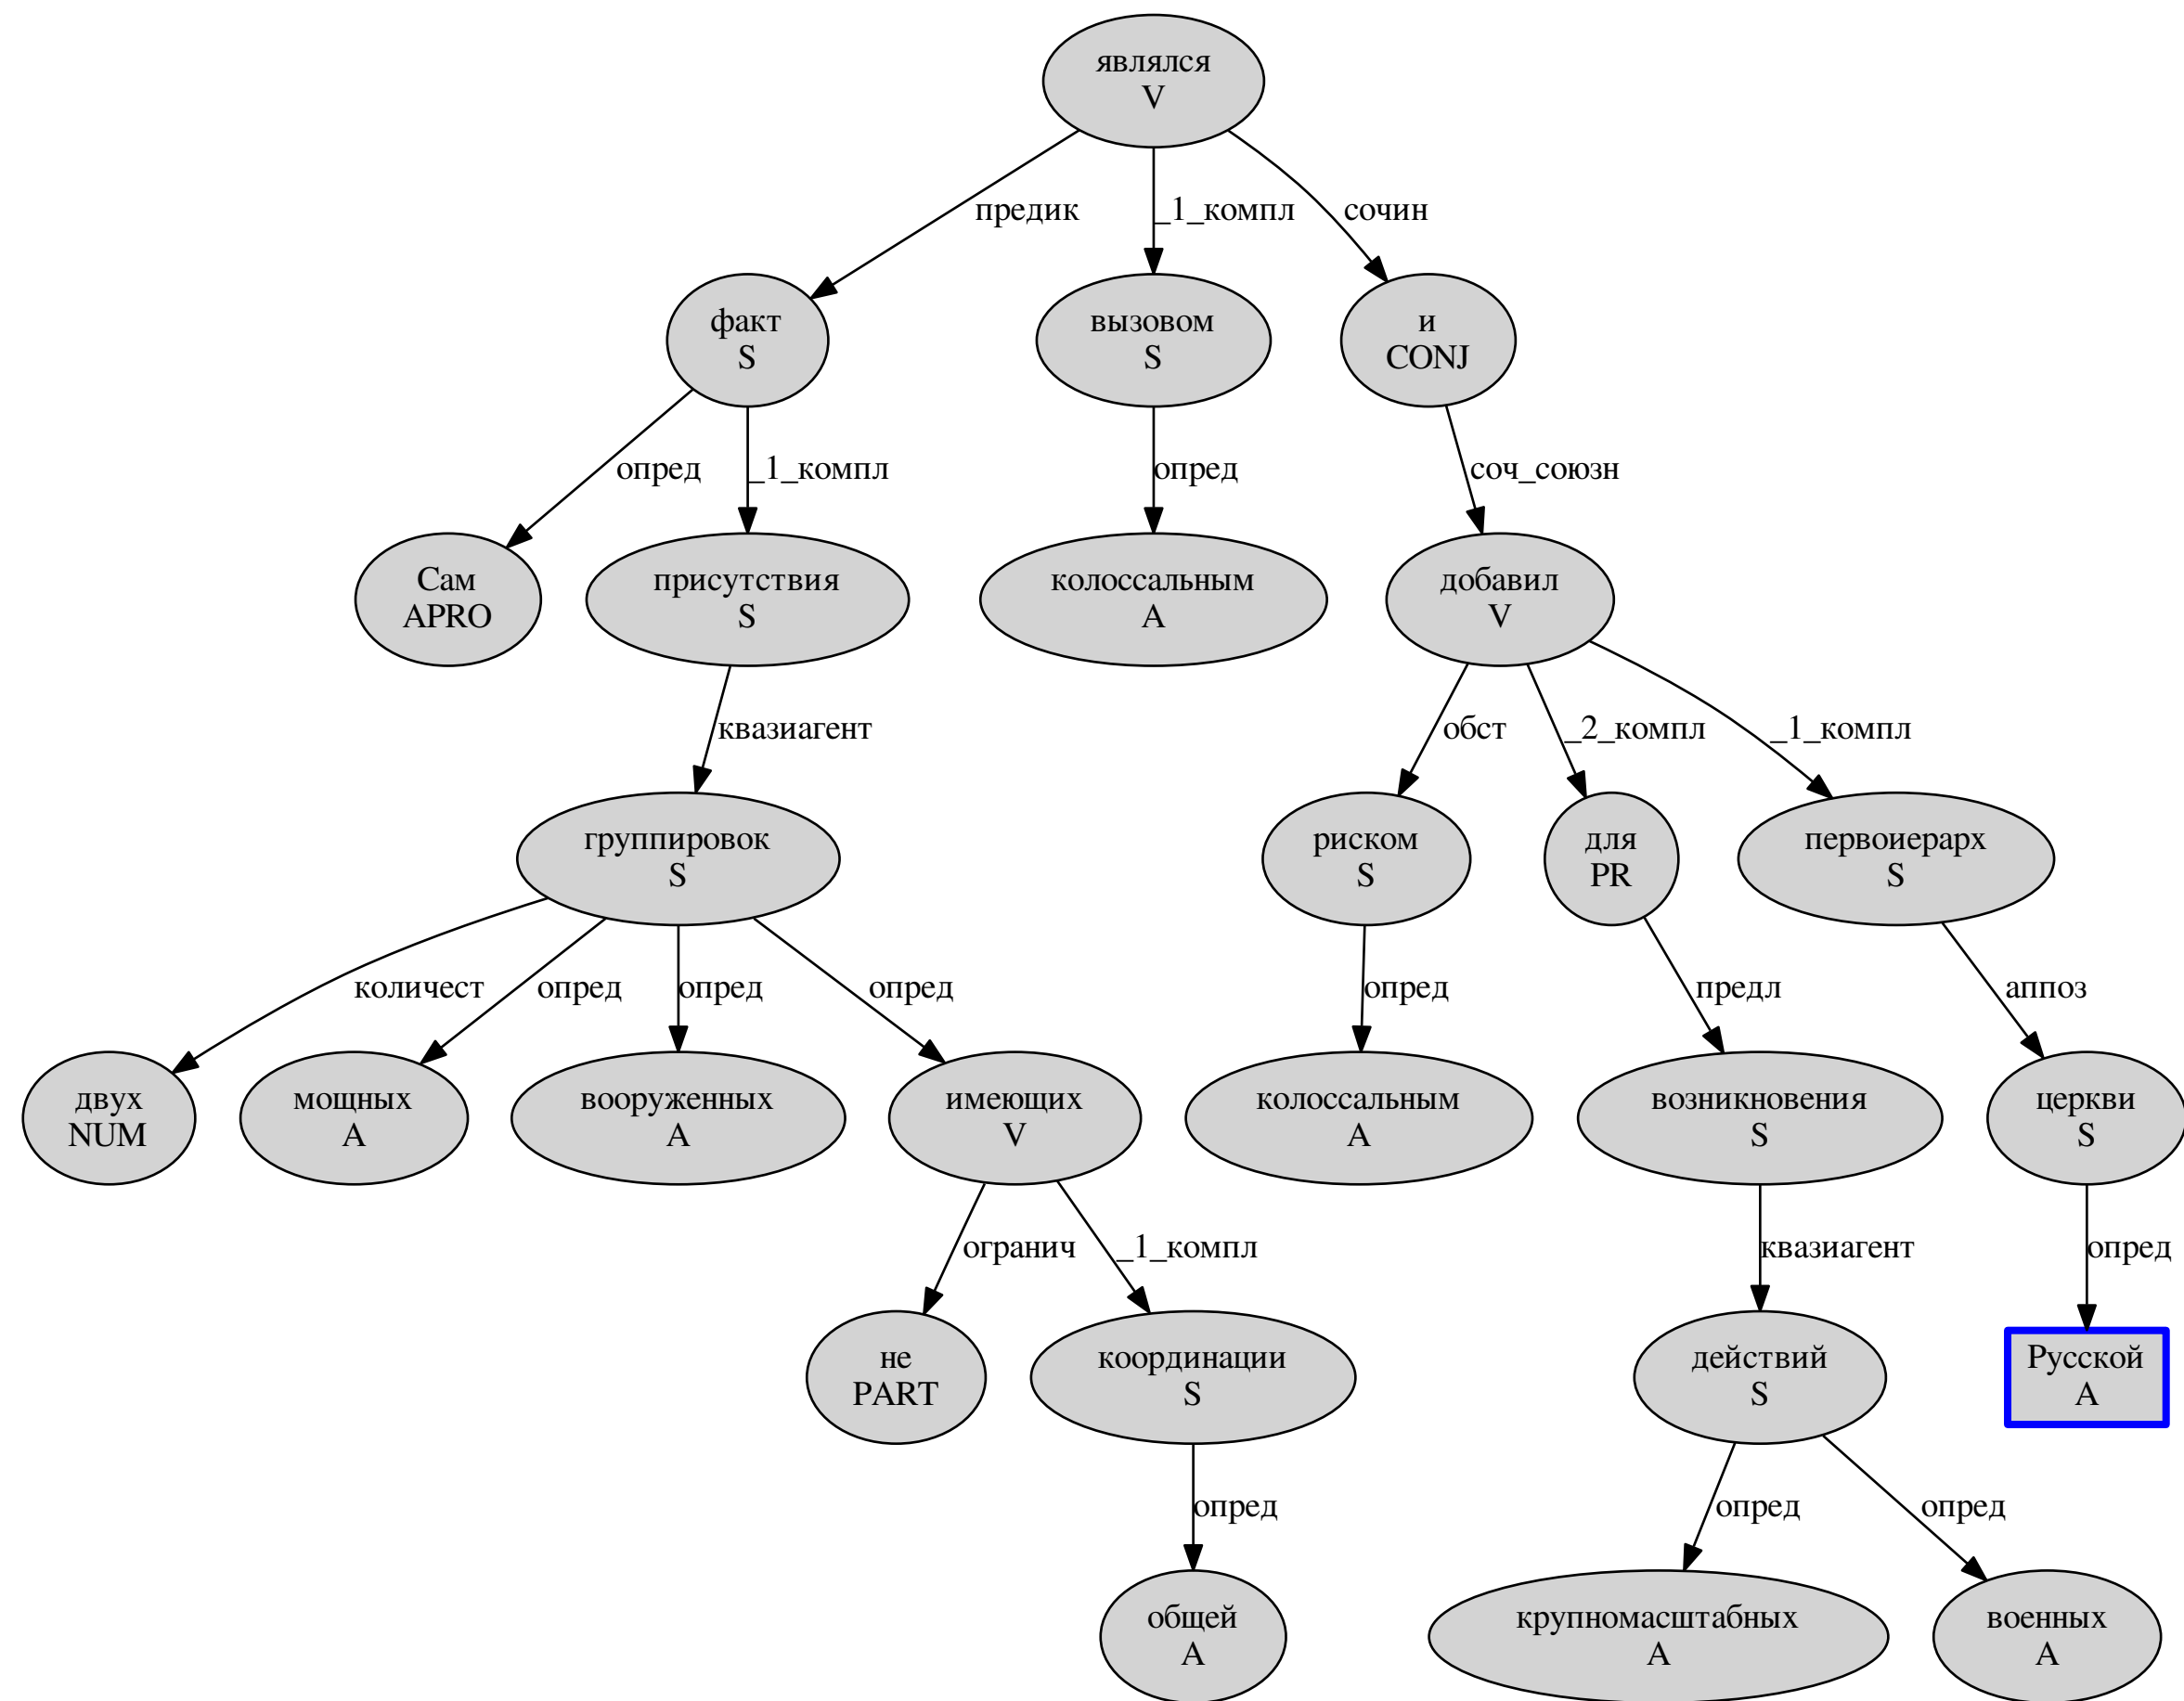 являлся
V
предик
_1_компл
сочин
факт
S
вызовом
S
и
CONJ
опред
_1_компл
опред
соч_союзн
Сам
APRO
присутствия
S
колоссальным
A
добавил
V
квазиагент
обст
_2_компл
_1_компл
группировок
S
риском
S
для
PR
первоиерарх
S
количест
опред
опред
опред
опред
предл
аппоз
двух
NUM
мощных
A
вооруженных
A
имеющих
V
колоссальным
A
возникновения
S
церкви
S
огранич
_1_компл
квазиагент
опред
не
PART
координации
S
действий
S
Русской
A
опред
опред
опред
общей
A
крупномасштабных
A
военных
A